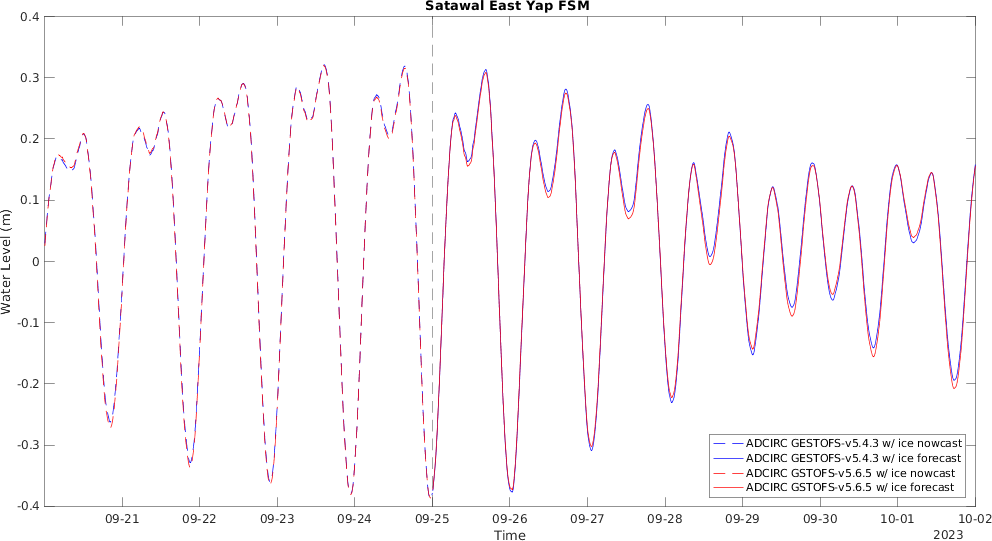 Satawal East Yap FSM
0.4
0.3
0.2
0.1
0
-0.1
-0.2
-0.3
-0.4
Water Level (m)
ADCIRC GESTOFS-v5.4.3 w/ ice nowcast
ADCIRC GESTOFS-v5.4.3 w/ ice forecast
ADCIRC GSTOFS-v5.6.5 w/ ice nowcast
ADCIRC GSTOFS-v5.6.5 w/ ice forecast
09-21 09-22 09-23 09-24 09-25 09-26 09-27 09-28 09-29 09-30 10-01 10-02
Time
2023